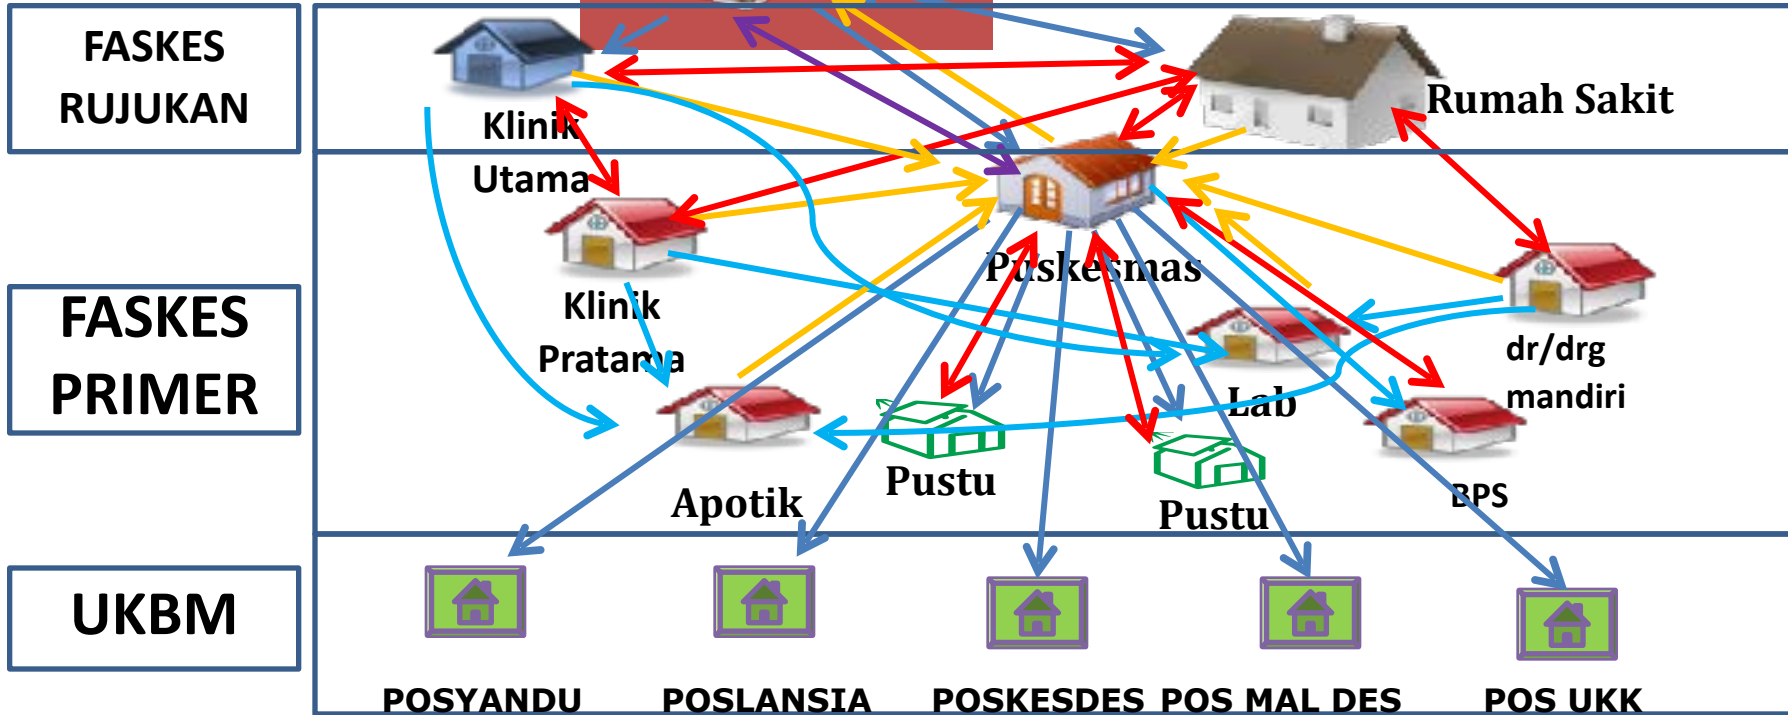 FASKES
RUJUKAN
Klinik
Utama
Rumah Sakit
FASKES
PRIMER
Puskesmas
Klinik
Pratama
dr/drg
mandiri
Lab
Apotik
Pustu
Pustu
BPS
UKBM
POSYANDU
POSLANSIA
POSKESDES
POS MAL DES
POS UKK